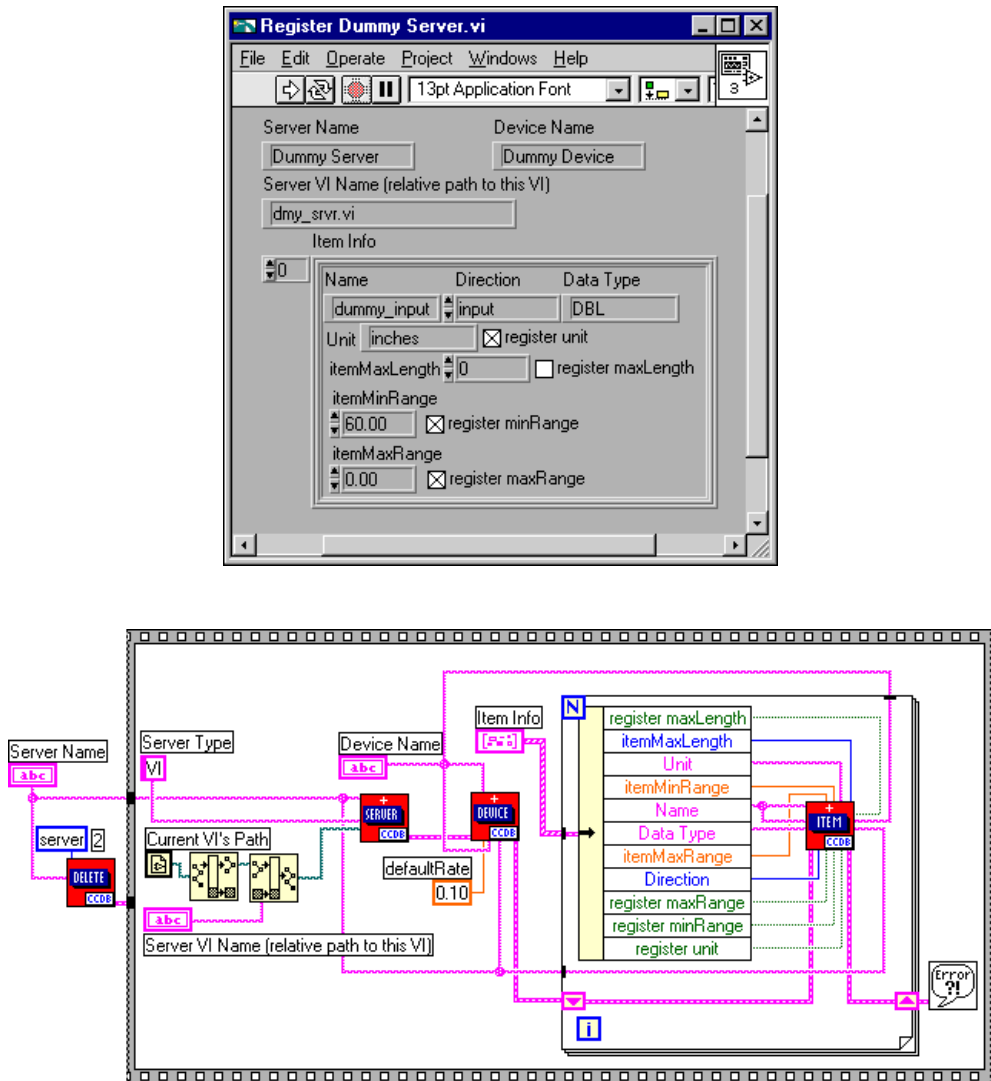 Register Dummy Server.vi
File Edit Operate Project Windows Help
13pt Application Font
3
Server Name
Device Name
Dummy Server
Dummy Device
Server VI Name (relative path to this VI)
dmy_srvr.vi
Item Info
0
Name
Direction
Data Type
dummy_input
input
DBL
Unit
inches
register unit
itemMaxLength
0
register maxLength
itemMinRange
60.00
register minRange
itemMaxRange
0.00
register maxRange
Server Name
abc
server
2
DELETE
CCDB
Server Type
VI
Current VI's Path
abc
Server VI Name (relative path to this VI)
SERVER
CCDB
Device Name
abc
DEVICE
CCDB
defaultRate
0.10
Item Info
N
register maxLength
itemMaxLength
Unit
itemMinRange
Name
Data Type
itemMaxRange
Direction
register maxRange
register minRange
register unit
ITEM
CCDB
i
Error
?!